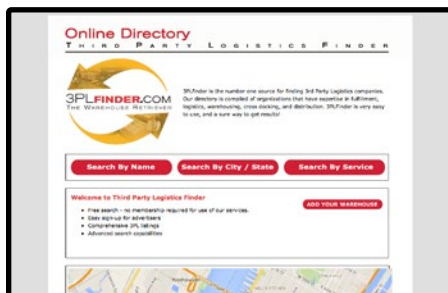 Online Directory
Third Party Logistics Finder
3PLFINDER.COM
THE WAREHOUSE RETRIEVER
3PLFinder is the number one source for finding 3rd Party Logistics companies.
Our directory is compiled of organizations that have expertise in fulfillment,
logistics, warehousing, cross docking, and distribution. 3PLFinder is very easy
to use, and a sure way to get results!
Search By Name
Search By City / State
Search By Service
Welcome to Third Party Logistics Finder
ADD YOUR WAREHOUSE
Free search - no membership required for use of our services.
Easy sign-up for advertisers
Comprehensive 3PL listings
Advanced search capabilities